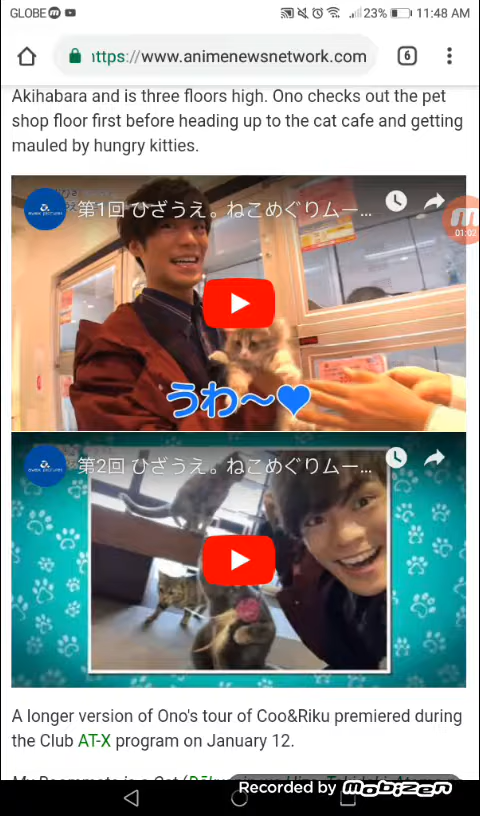 GLOBE
23%
11:48 AM
https://www.animenewsnetwork.com
6
Akihabara and is three floors high. Ono checks out the pet
shop floor first before heading up to the cat cafe and getting
mauled by hungry kitties.
第1回 ひざうえ。ねこめぐりムー...
01:02
うわ～♥
第2回 ひざうえ。ねこめぐりムー...
A longer version of Ono's tour of Coo&Riku premiered during
the Club AT-X program on January 12.
Recorded by mobizen